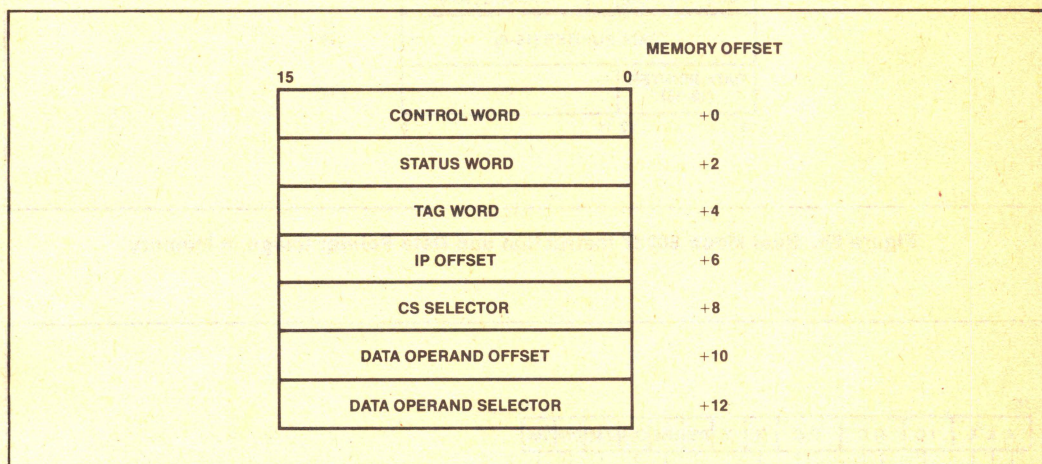 MEMORY OFFSET
15 0
CONTROL WORD +0
STATUS WORD +2
TAG WORD +4
IP OFFSET +6
CS SELECTOR +8
DATA OPERAND OFFSET +10
DATA OPERAND SELECTOR +12